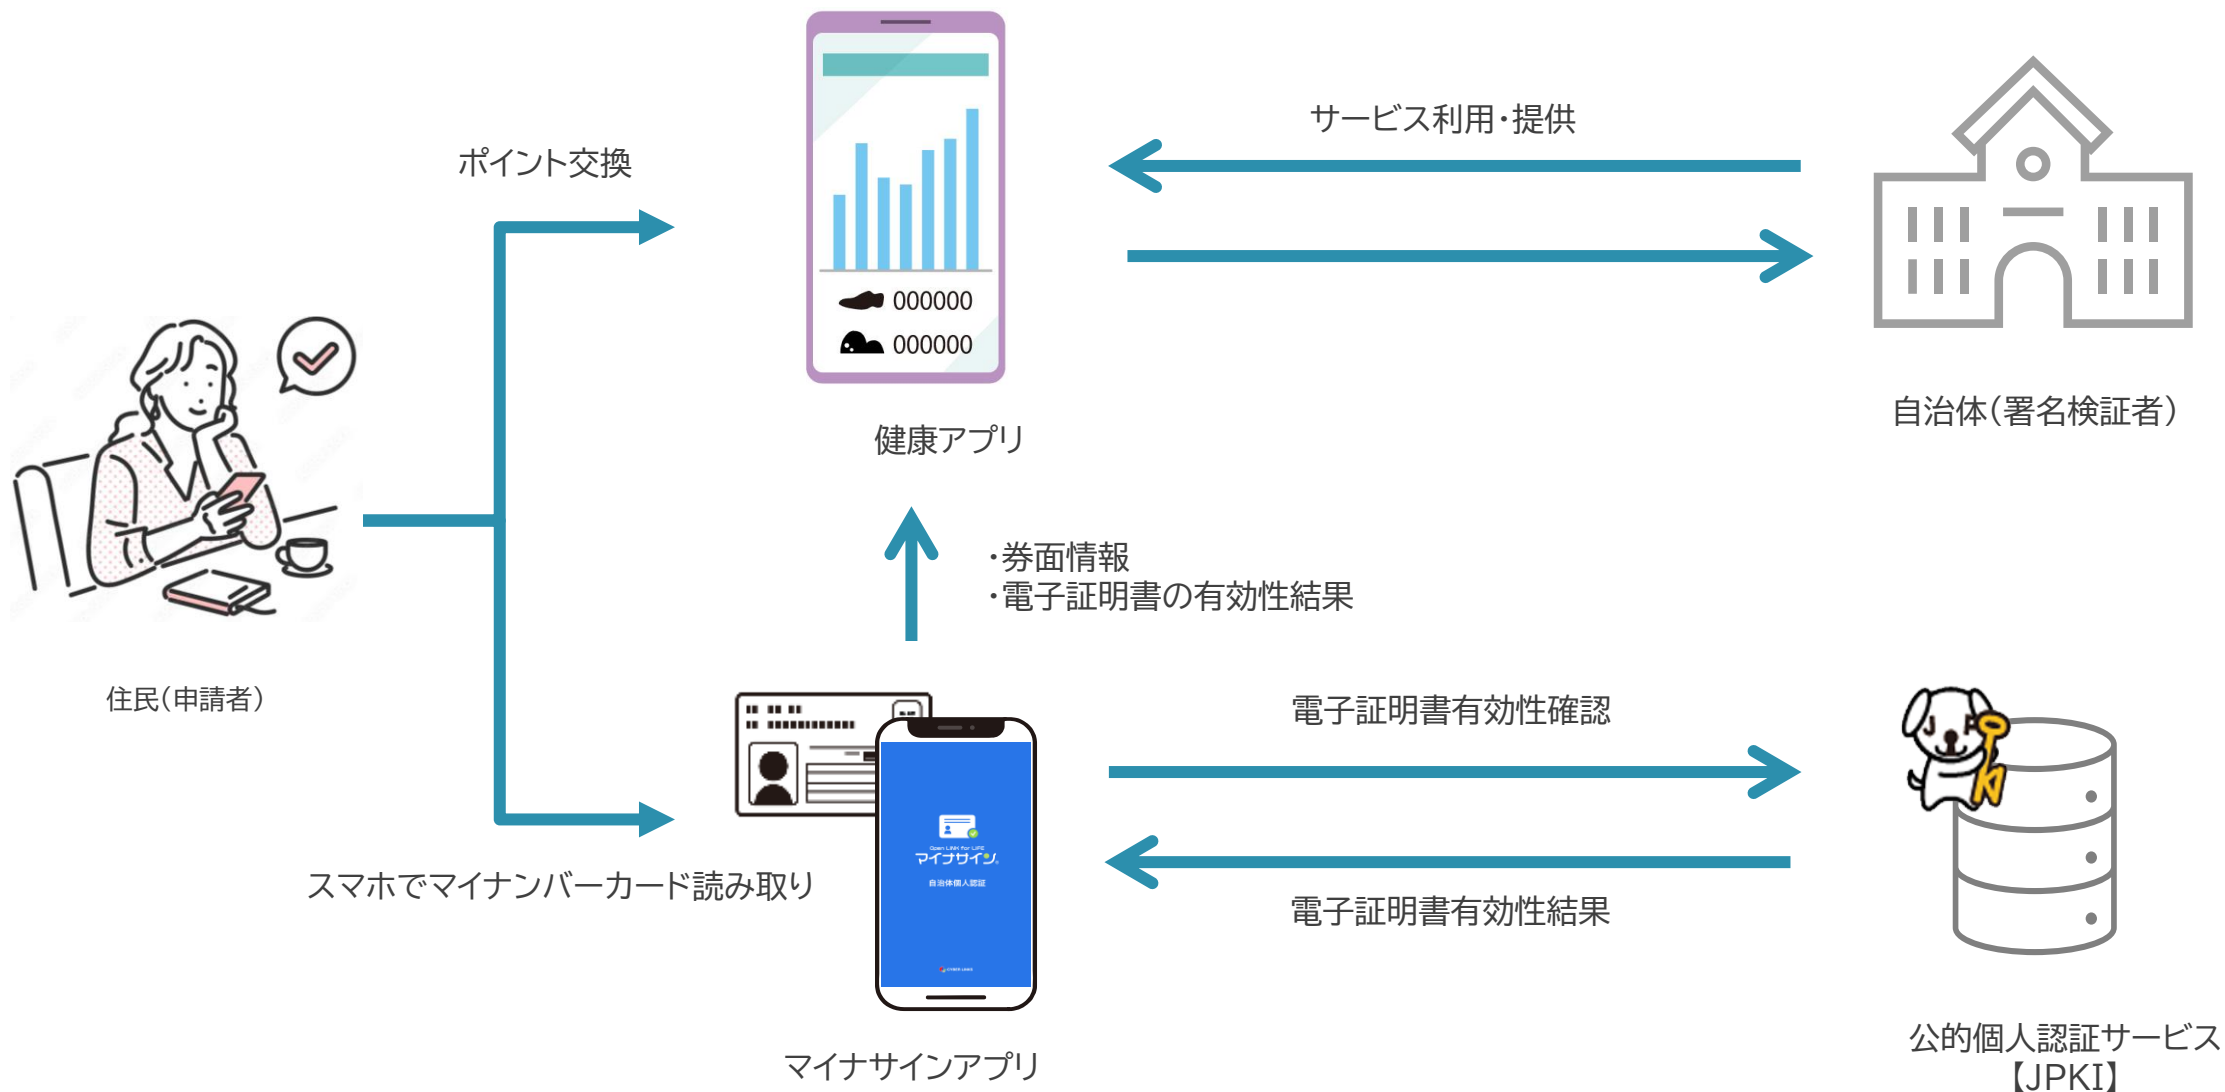 サービス利用・提供
ポイント交換
000000
000000
自治体（署名検証者）
健康アプリ
・券面情報
・電子証明書の有効性結果
住民（申請者）
電子証明書有効性確認
J P
Open LINK for LIFE
マイナサイン®
自治体個人認証
スマホでマイナンバーカード読み取り
電子証明書有効性結果
CYBER LINKS
公的個人認証サービス
【JPKI】
マイナサインアプリ